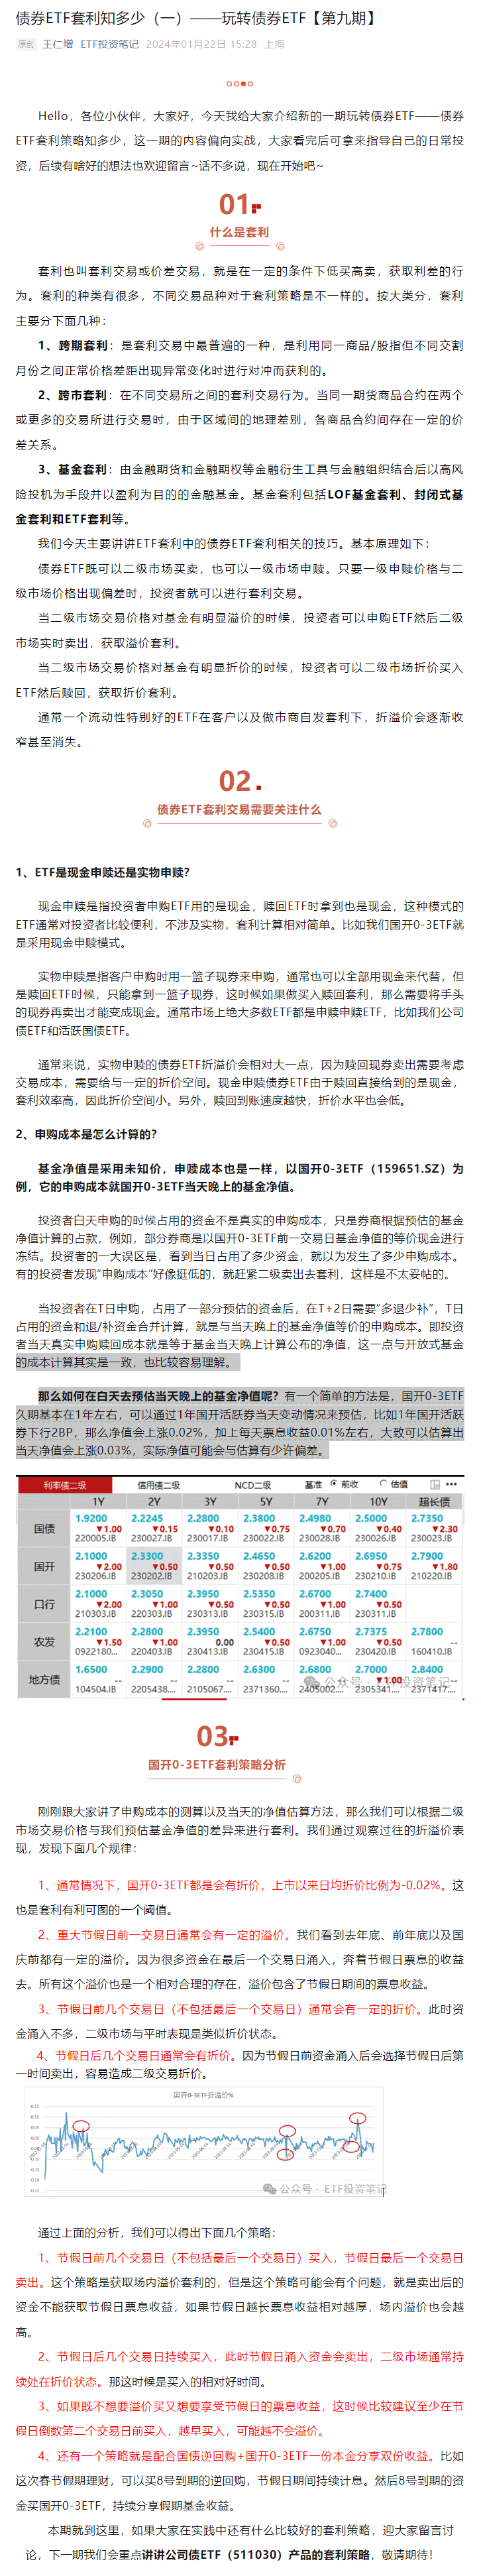 债券ETF套利知多少（一）——玩转债券ETF【第九期】
原创 王仁增 ETF投资笔记 2024年01月22日 15:28 上海
Hello，各位小伙伴，大家好，今天我给大家介绍新的一期玩转债券ETF——债券
ETF套利策略知多少，这一期的内容偏向实战，大家看完后可拿来指导自己的日常投
资，后续有啥好的想法也欢迎留言~话不多说，现在开始吧~
01
什么是套利
套利也叫套利交易或价差交易，就是在一定的条件下低买高卖，获取利差的行
为。套利的种类有很多，不同交易品种对于套利策略是不一样的。按大类分，套利
主要分下面几种：
1、跨期套利：是套利交易中最普遍的一种，是利用同一商品/股指但不同交割
月份之间正常价格差距出现异常变化时进行对冲而获利的。
2、跨市套利：在不同交易所之间的套利交易行为。当同一期货商品合约在两个
或更多的交易所进行交易时，由于区域间的地理差别，各商品合约间存在一定的价
差关系。
3、基金套利：由金融期货和金融期权等金融衍生工具与金融组织结合后以高风
险投机为手段并以盈利为目的的金融基金。基金套利包括LOF基金套利、封闭式基
金套利和ETF套利等。
我们今天主要讲讲ETF套利中的债券ETF套利相关的技巧。基本原理如下：
债券ETF既可以二级市场买卖，也可以一级市场申赎。只要一级申赎价格与二
级市场价格出现偏差时，投资者就可以进行套利交易。
当二级市场交易价格对基金有明显溢价的时候，投资者可以申购ETF然后二级
市场实时卖出，获取溢价套利。
当二级市场交易价格对基金有明显折价的时候，投资者可以二级市场折价买入
ETF然后赎回，获取折价套利。
通常一个流动性特别好的ETF在客户以及做市商自发套利下，折溢价会逐渐收
窄甚至消失。
02
债券ETF套利交易需要关注什么
1、ETF是现金申赎还是实物申赎？
现金申赎是指投资者申购ETF用的是现金，赎回ETF时拿到也是现金，这种模式的
ETF通常对投资者比较便利，不涉及实物，套利计算相对简单。比如我们国开0-3ETF就
是采用现金申赎模式。
实物申赎是指客户申购时用一篮子现券来申购，通常也可以全部用现金来代替，但
是赎回ETF时候，只能拿到一篮子现券，这时候如果做买入赎回套利，那么需要将手头
的现券再卖出才能变成现金。通常市场上绝大多数ETF都是申赎申赎ETF，比如我们公司
债ETF和活跃国债ETF。
通常来说，实物申赎的债券ETF折溢价会相对大一点，因为赎回现券卖出需要考虑
交易成本，需要给与一定的折价空间。现金申赎债券ETF由于赎回直接给到的是现金，
套利效率高，因此折价空间小。另外，赎回到账速度越快，折价水平也会低。
2、申购成本是怎么计算的？
基金净值是采用未知价，申赎成本也是一样，以国开0-3ETF（159651.SZ）为
例，它的申购成本就国开0-3ETF当天晚上的基金净值。
投资者白天申购的时候占用的资金不是真实的申购成本，只是券商根据预估的基金
净值计算的占款，例如，部分券商是以国开0-3ETF前一交易日基金净值的等价现金进行
冻结。投资者的一大误区是，看到当日占用了多少资金，就以为发生了多少申购成本。
有的投资者发现“申购成本”好像挺低的，就赶紧二级卖出去套利，这样是不太妥帖的。
当投资者在T日申购，占用了一部分预估的资金后，在T+2日需要“多退少补”，T日
占用的资金和退/补资金合并计算，就是与当天晚上的基金净值等价的申购成本。即投资
者当天真实申购赎回成本就是等于基金当天晚上计算公布的净值，这一点与开放式基金
的成本计算其实是一致，也比较容易理解。
那么如何在白天去预估当天晚上的基金净值呢？有一个简单的方法是，国开0-3ETF
久期基本在1年左右，可以通过1年国开活跃券当天变动情况来预估，比如1年国开活跃
券下行2BP，那么净值会上涨0.02%，加上每天票息收益0.01%左右，大致可以估算出
当天净值会上涨0.03%，实际净值可能会与估算有少许偏差。
利率债二级 信用债二级 NCD二级 基准 前收 估值
1Y 2Y 3Y 5Y 7Y 10Y 超长债
国债 1.9200 2.2245 2.2800 2.3800 2.4980 2.5000 2.7350
▼1.00 ▼0.15 ▼0.10 ▼0.75 ▼0.70 ▼0.40 ▼2.30
220005.IB 230027.IB 230017.IB 230022.IB 230028.IB 230026.IB 230023.IB
国开 2.1000 2.3300 2.3350 2.4650 2.6200 2.6950 2.7900
▼2.00 ▼0.50 ▼0.50 ▼0.50 ▼1.00 ▼0.75 ▼1.80
230206.IB 230202.IB 210203.IB 230208.IB 200205.IB 230210.IB 210220.IB
口行 2.1000 2.3050 2.3950 2.5350 2.6700 2.7400
▼2.00 ▼1.00 ▼0.50 ▼0.50 ▼1.00 ▼0.50
210303.IB 220303.IB 230313.IB 230315.IB 200311.IB 230311.IB
农发 2.2100 2.2800 2.3950 2.5400 2.6750 2.7375 2.7800
▼1.50 ▼1.00 0.00 ▼0.50 ▼0.50 ▼1.00 --
0922180... 220403.IB 230413.IB 230415.IB 0923040... 230420.IB 160410.IB
地方债 1.6500 2.2900 2.2800 2.6300 2.6800 2.7000 2.8400
-- -- -- -- -- ▼1.00 --
104504.IB 2205438.... 2105067.... 2371360.... 2405002.... 2305341.... 2371417....
公众号 · ETF投资笔记
03
国开0-3ETF套利策略分析
刚刚跟大家讲了申购成本的测算以及当天的净值估算方法，那么我们可以根据二级
市场交易价格与我们预估基金净值的差异来进行套利。我们通过观察过往的折溢价表
现，发现下面几个规律：
1、通常情况下，国开0-3ETF都是会有折价，上市以来日均折价比例为-0.02%。这
也是套利有利可图的一个阈值。
2、重大节假日前一交易日通常会有一定的溢价。我们看到去年底、前年底以及国
庆前都有一定的溢价。因为很多资金在最后一个交易日涌入，奔着节假日票息的收益
去。所有这个溢价也是一个相对合理的存在，溢价包含了节假日期间的票息收益。
3、节假日前几个交易日（不包括最后一个交易日）通常会有一定的折价。此时资
金涌入不多，二级市场与平时表现是类似折价状态。
4、节假日后几个交易日通常会有折价。因为节假日前资金涌入后会选择节假日后第
一时间卖出，容易造成二级交易折价。
国开0-3ETF折溢价%
公众号 · ETF投资笔记
通过上面的分析，我们可以得出下面几个策略：
1、节假日前几个交易日（不包括最后一个交易日）买入，节假日最后一个交易日
卖出。这个策略是获取场内溢价套利的，但是这个策略可能会有个问题，就是卖出后的
资金不能获取节假日票息收益，如果节假日越长票息收益相对越厚，场内溢价也会越
高。
2、节假日后几个交易日持续买入，此时节假日涌入资金会卖出，二级市场通常持
续处在折价状态。那这时候是买入的相对好时间。
3、如果既不想要溢价买又想要享受节假日的票息收益，这时候比较建议至少在节
假日倒数第二个交易日前买入，越早买入，可能越不会溢价。
4、还有一个策略就是配合国债逆回购+国开0-3ETF一份本金分享双份收益。比如
这次春节假期理财，可以买8号到期的逆回购，节假日期间持续计息。然后8号到期的资
金买国开0-3ETF，持续分享假期基金收益。
本期就到这里，如果大家在实践中还有什么比较好的套利策略，迎大家留言讨
论，下一期我们会重点讲讲公司债ETF（511030）产品的套利策略，敬请期待！